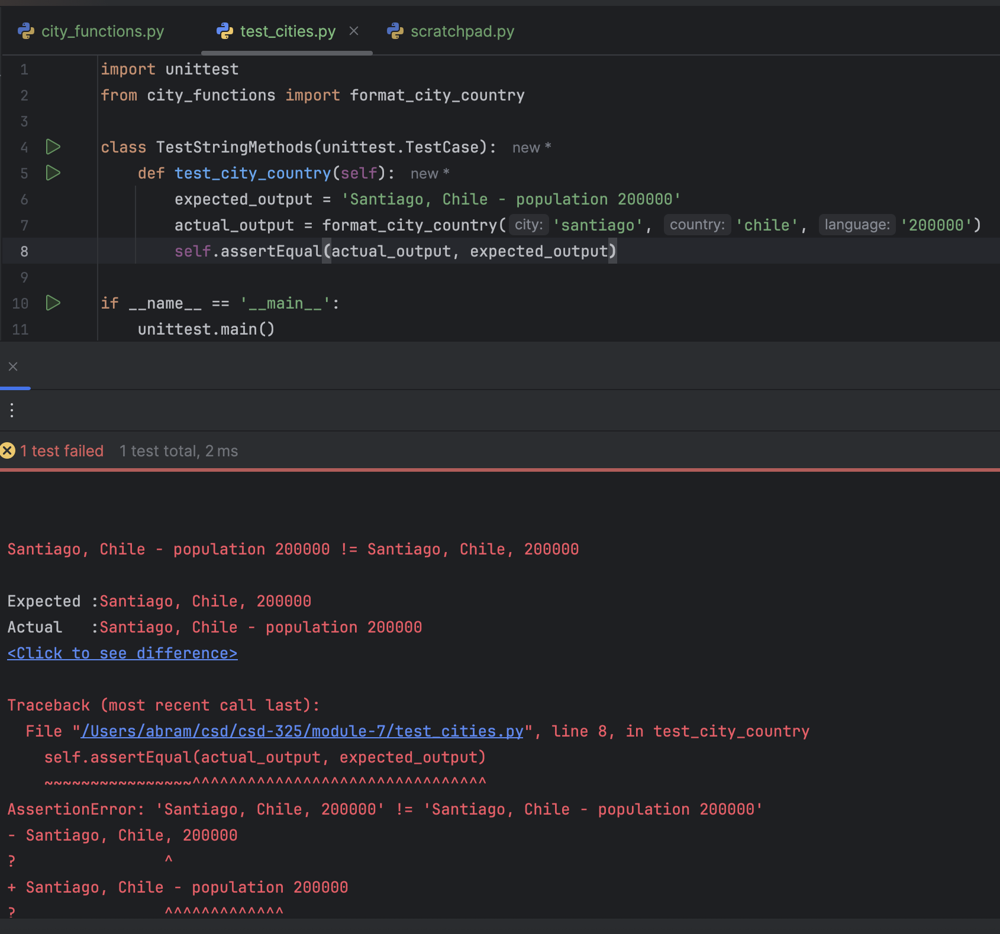 city_functions.py test_cities.py scratchpad.py
1 import unittest
2 from city_functions import format_city_country
3
4 class TestStringMethods(unittest.TestCase): new *
5     def test_city_country(self): new *
6         expected_output = 'Santiago, Chile - population 200000'
7         actual_output = format_city_country( city: 'santiago', country: 'chile', language: '200000')
8         self.assertEqual(actual_output, expected_output)
9
10 if __name__ == '__main__':
11     unittest.main()
1 test failed 1 test total, 2 ms
Santiago, Chile - population 200000 != Santiago, Chile, 200000
Expected :Santiago, Chile, 200000
Actual   :Santiago, Chile - population 200000
<Click to see difference>
Traceback (most recent call last):
  File "/Users/abram/csd/csd-325/module-7/test_cities.py", line 8, in test_city_country
    self.assertEqual(actual_output, expected_output)
    ~~~~~~~~~~~~~~~~^^^^^^^^^^^^^^^^^^^^^^^^^^^^^^^^
AssertionError: 'Santiago, Chile, 200000' != 'Santiago, Chile - population 200000'
- Santiago, Chile, 200000
?                ^
+ Santiago, Chile - population 200000
?                ^^^^^^^^^^^^^